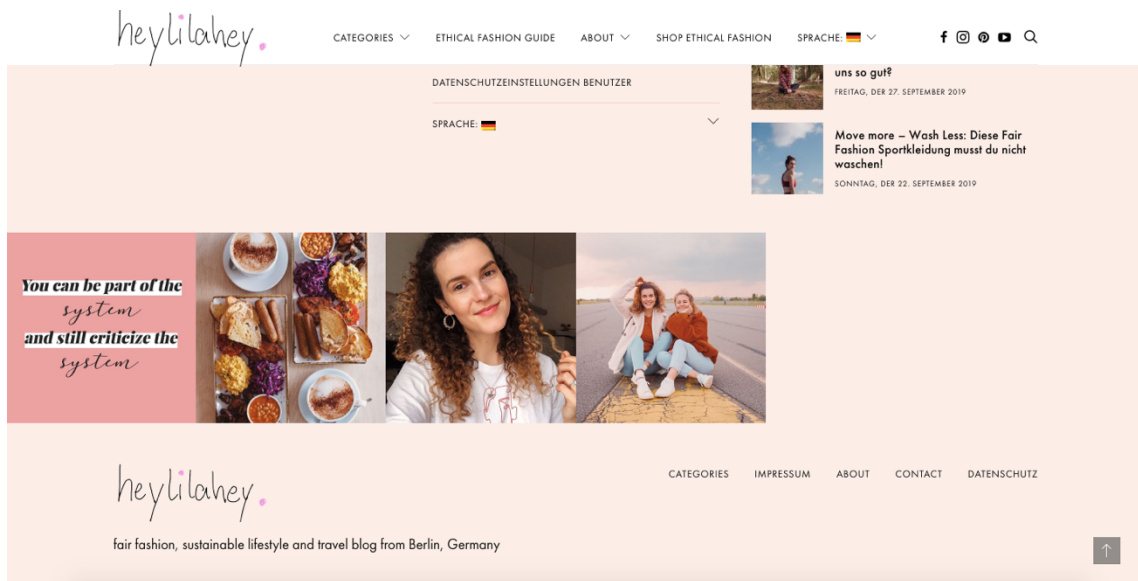 heylilahey.
CATEGORIES
ETHICAL FASHION GUIDE
ABOUT
SHOP ETHICAL FASHION
SPRACHE:
DATENSCHUTZEINSTELLUNGEN BENUTZER
SPRACHE:
uns so gut?
FREITAG, DER 27. SEPTEMBER 2019
Move more – Wash Less: Diese Fair
Fashion Sportkleidung musst du nicht
waschen!
SONNTAG, DER 22. SEPTEMBER 2019
You can be part of the
system
and still criticize the
system
heylilahey.
CATEGORIES
IMPRESSUM
ABOUT
CONTACT
DATENSCHUTZ
fair fashion, sustainable lifestyle and travel blog from Berlin, Germany